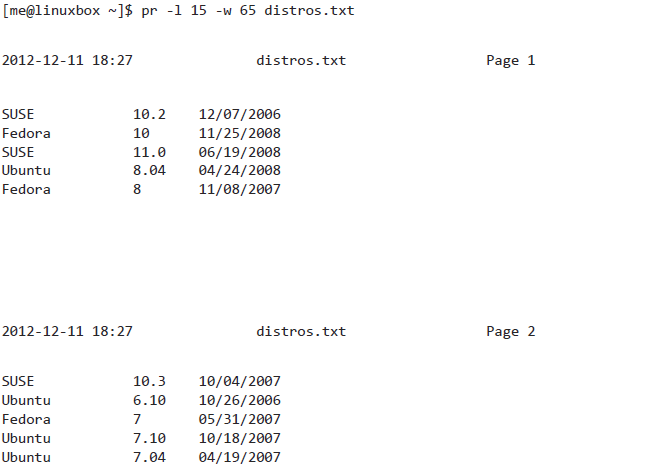 [me@linuxbox ~]$ pr -l 15 -w 65 distros.txt
2012-12-11 18:27 distros.txt Page 1
SUSE 10.2 12/07/2006
Fedora 10 11/25/2008
SUSE 11.0 06/19/2008
Ubuntu 8.04 04/24/2008
Fedora 8 11/08/2007
2012-12-11 18:27 distros.txt Page 2
SUSE 10.3 10/04/2007
Ubuntu 6.10 10/26/2006
Fedora 7 05/31/2007
Ubuntu 7.10 10/18/2007
Ubuntu 7.04 04/19/2007